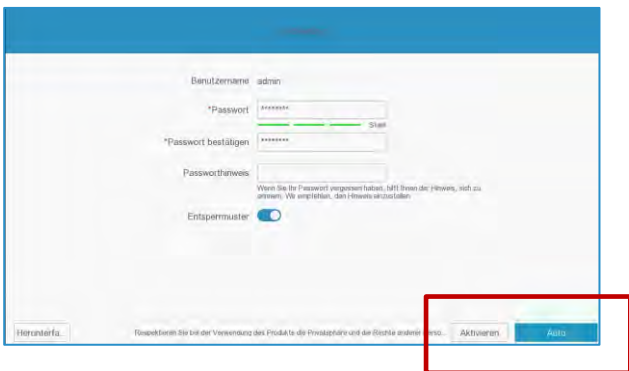 Benutzername admin
*Passwort ********
Stark
*Passwort bestätigen ********
Passworthinweis
Wenn Sie Ihr Passwort vergessen haben, hilft Ihnen der Hinweis, sich zu
erinnern. Wir empfehlen, den Hinweis einzustellen.
Entsperrmuster
Herunterfa... Respektieren Sie bei der Verwendung des Produkts die Privatsphäre und die Rechte anderer Perso... Aktivieren Auto